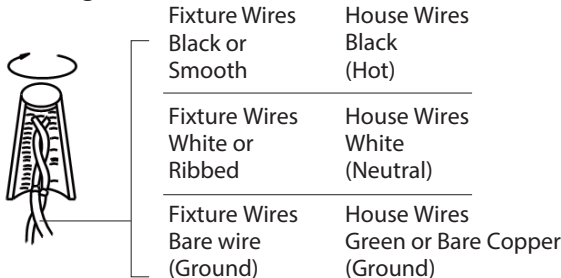 Fixture Wires House Wires
Black or Black
Smooth (Hot)
Fixture Wires House Wires
White or White
Ribbed (Neutral)
Fixture Wires House Wires
Bare wire Green or Bare Copper
(Ground) (Ground)